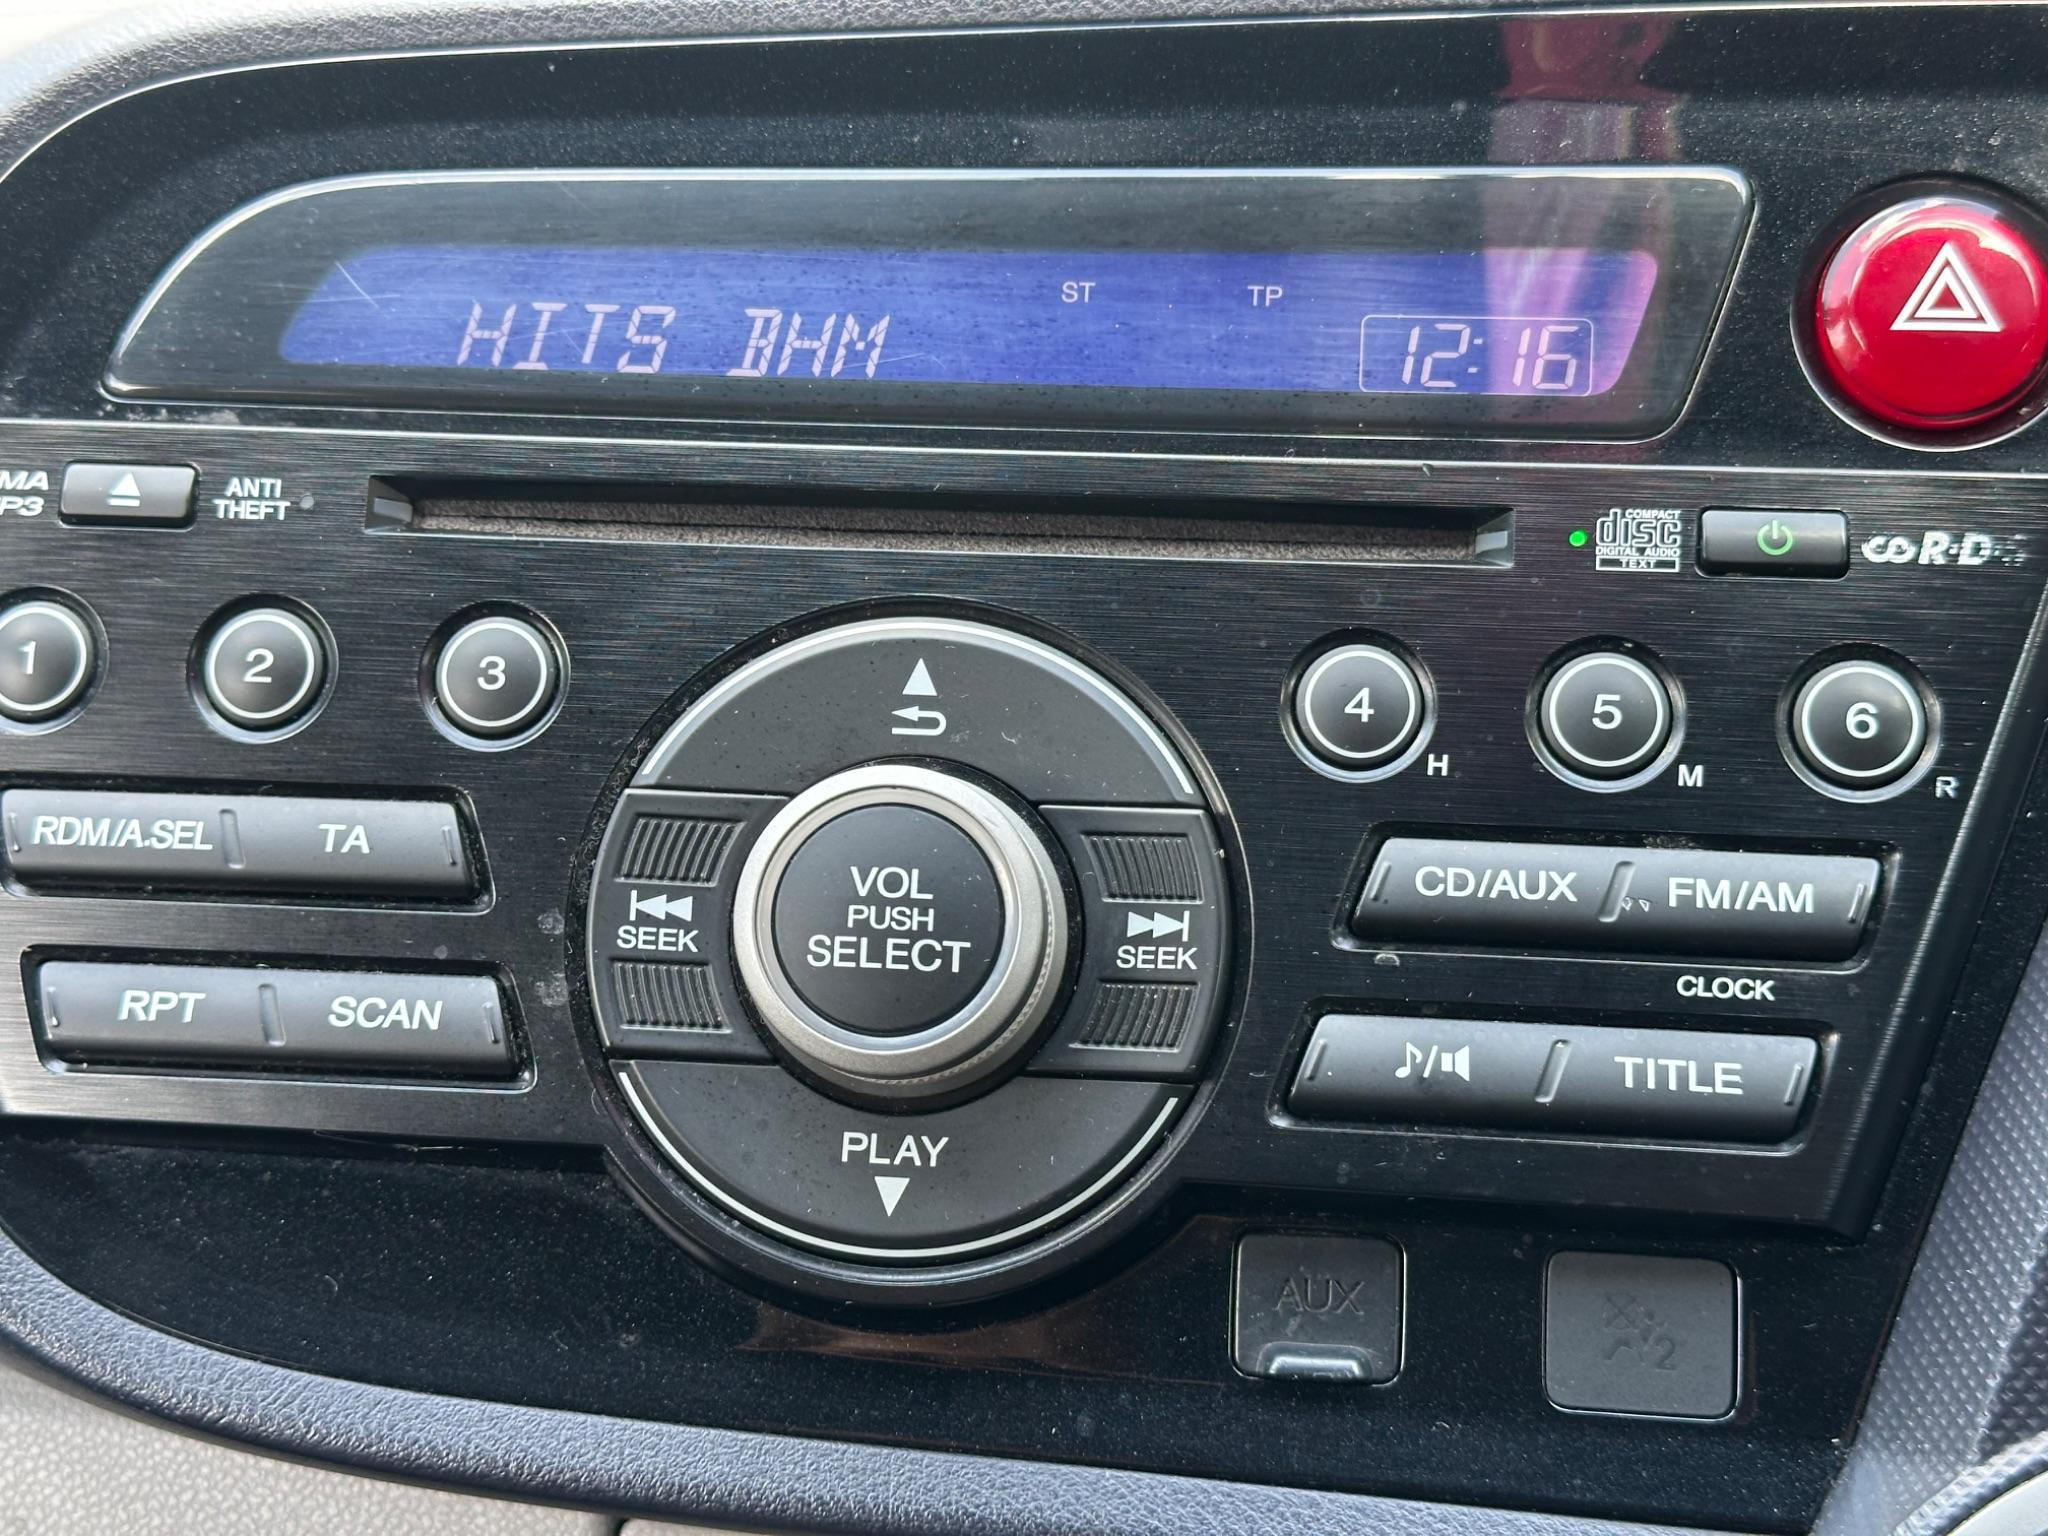 ST TP
HITS BHM 12:16
MA
P3
ANTI
THEFT
COMPACT
disc
DIGITAL AUDIO
TEXT
R·D·
1 2 3 4 5 6
H M R
RDM/A.SEL TA
VOL
PUSH
SELECT
SEEK
SEEK
CD/AUX FM/AM
RPT SCAN
CLOCK
TITLE
PLAY
AUX
2